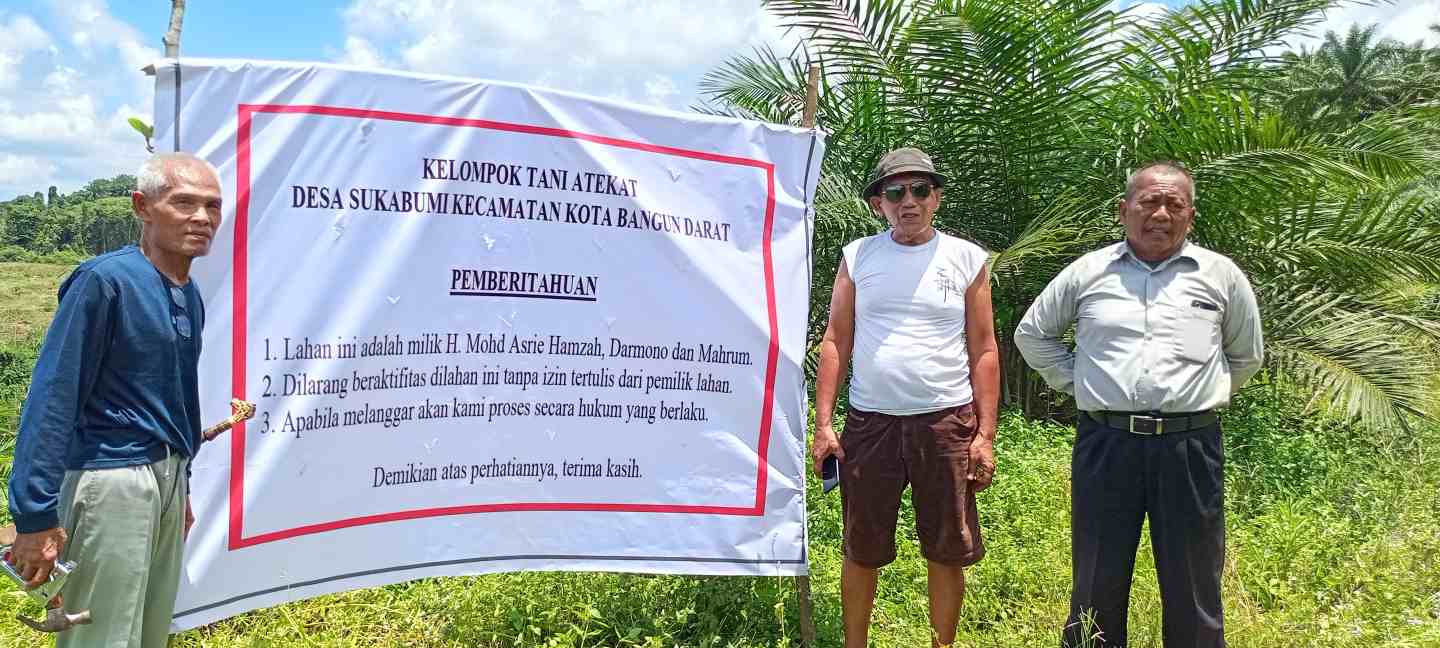 KELOMPOK TANI ATEKAT
DESA SUKABUMI KECAMATAN KOTA BANGUN DARAT
PEMBERITAHUAN
1. Lahan ini adalah milik H. Mohd Asrie Hamzah, Darmono dan Mahrum.
2. Dilarang beraktifitas dilahan ini tanpa izin tertulis dari pemilik lahan.
3. Apabila melanggar akan kami proses secara hukum yang berlaku.
Demikian atas perhatiannya, terima kasih.